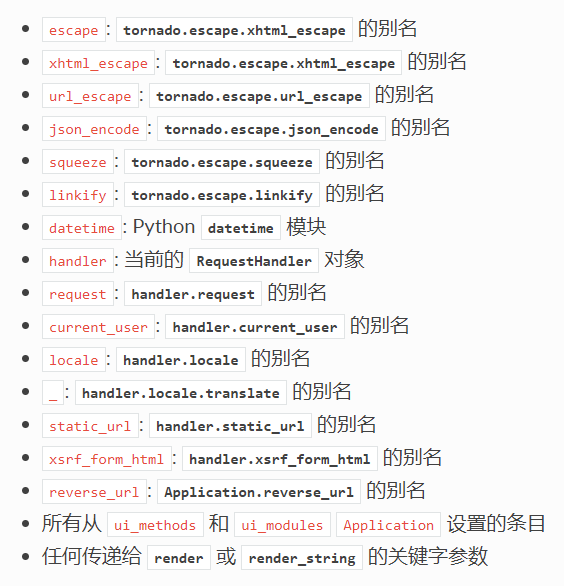 escape: tornado.escape.xhtml_escape 的别名
xhtml_escape: tornado.escape.xhtml_escape 的别名
url_escape: tornado.escape.url_escape 的别名
json_encode: tornado.escape.json_encode 的别名
squeeze: tornado.escape.squeeze 的别名
linkify: tornado.escape.linkify 的别名
datetime: Python datetime 模块
handler: 当前的 RequestHandler 对象
request: handler.request 的别名
current_user: handler.current_user 的别名
locale: handler.locale 的别名
_: handler.locale.translate 的别名
static_url: handler.static_url 的别名
xsrf_form_html: handler.xsrf_form_html 的别名
reverse_url: Application.reverse_url 的别名
所有从 ui_methods 和 ui_modules Application 设置的条目
任何传递给 render 或 render_string 的关键字参数